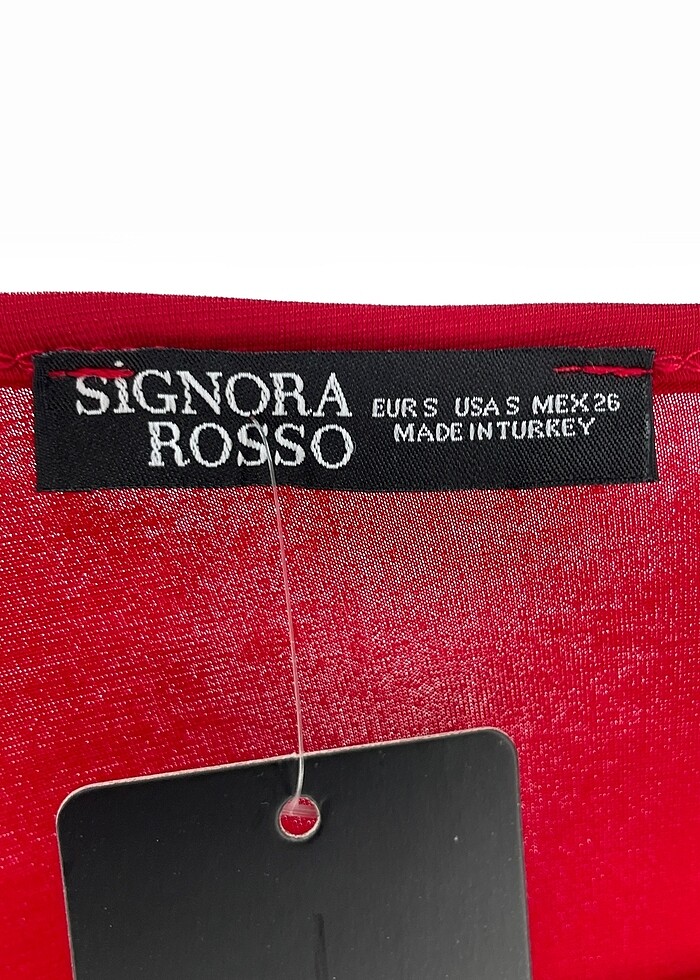 SiGNORA
ROSSO
EUR S USA S MEX 26
MADE IN TURKEY